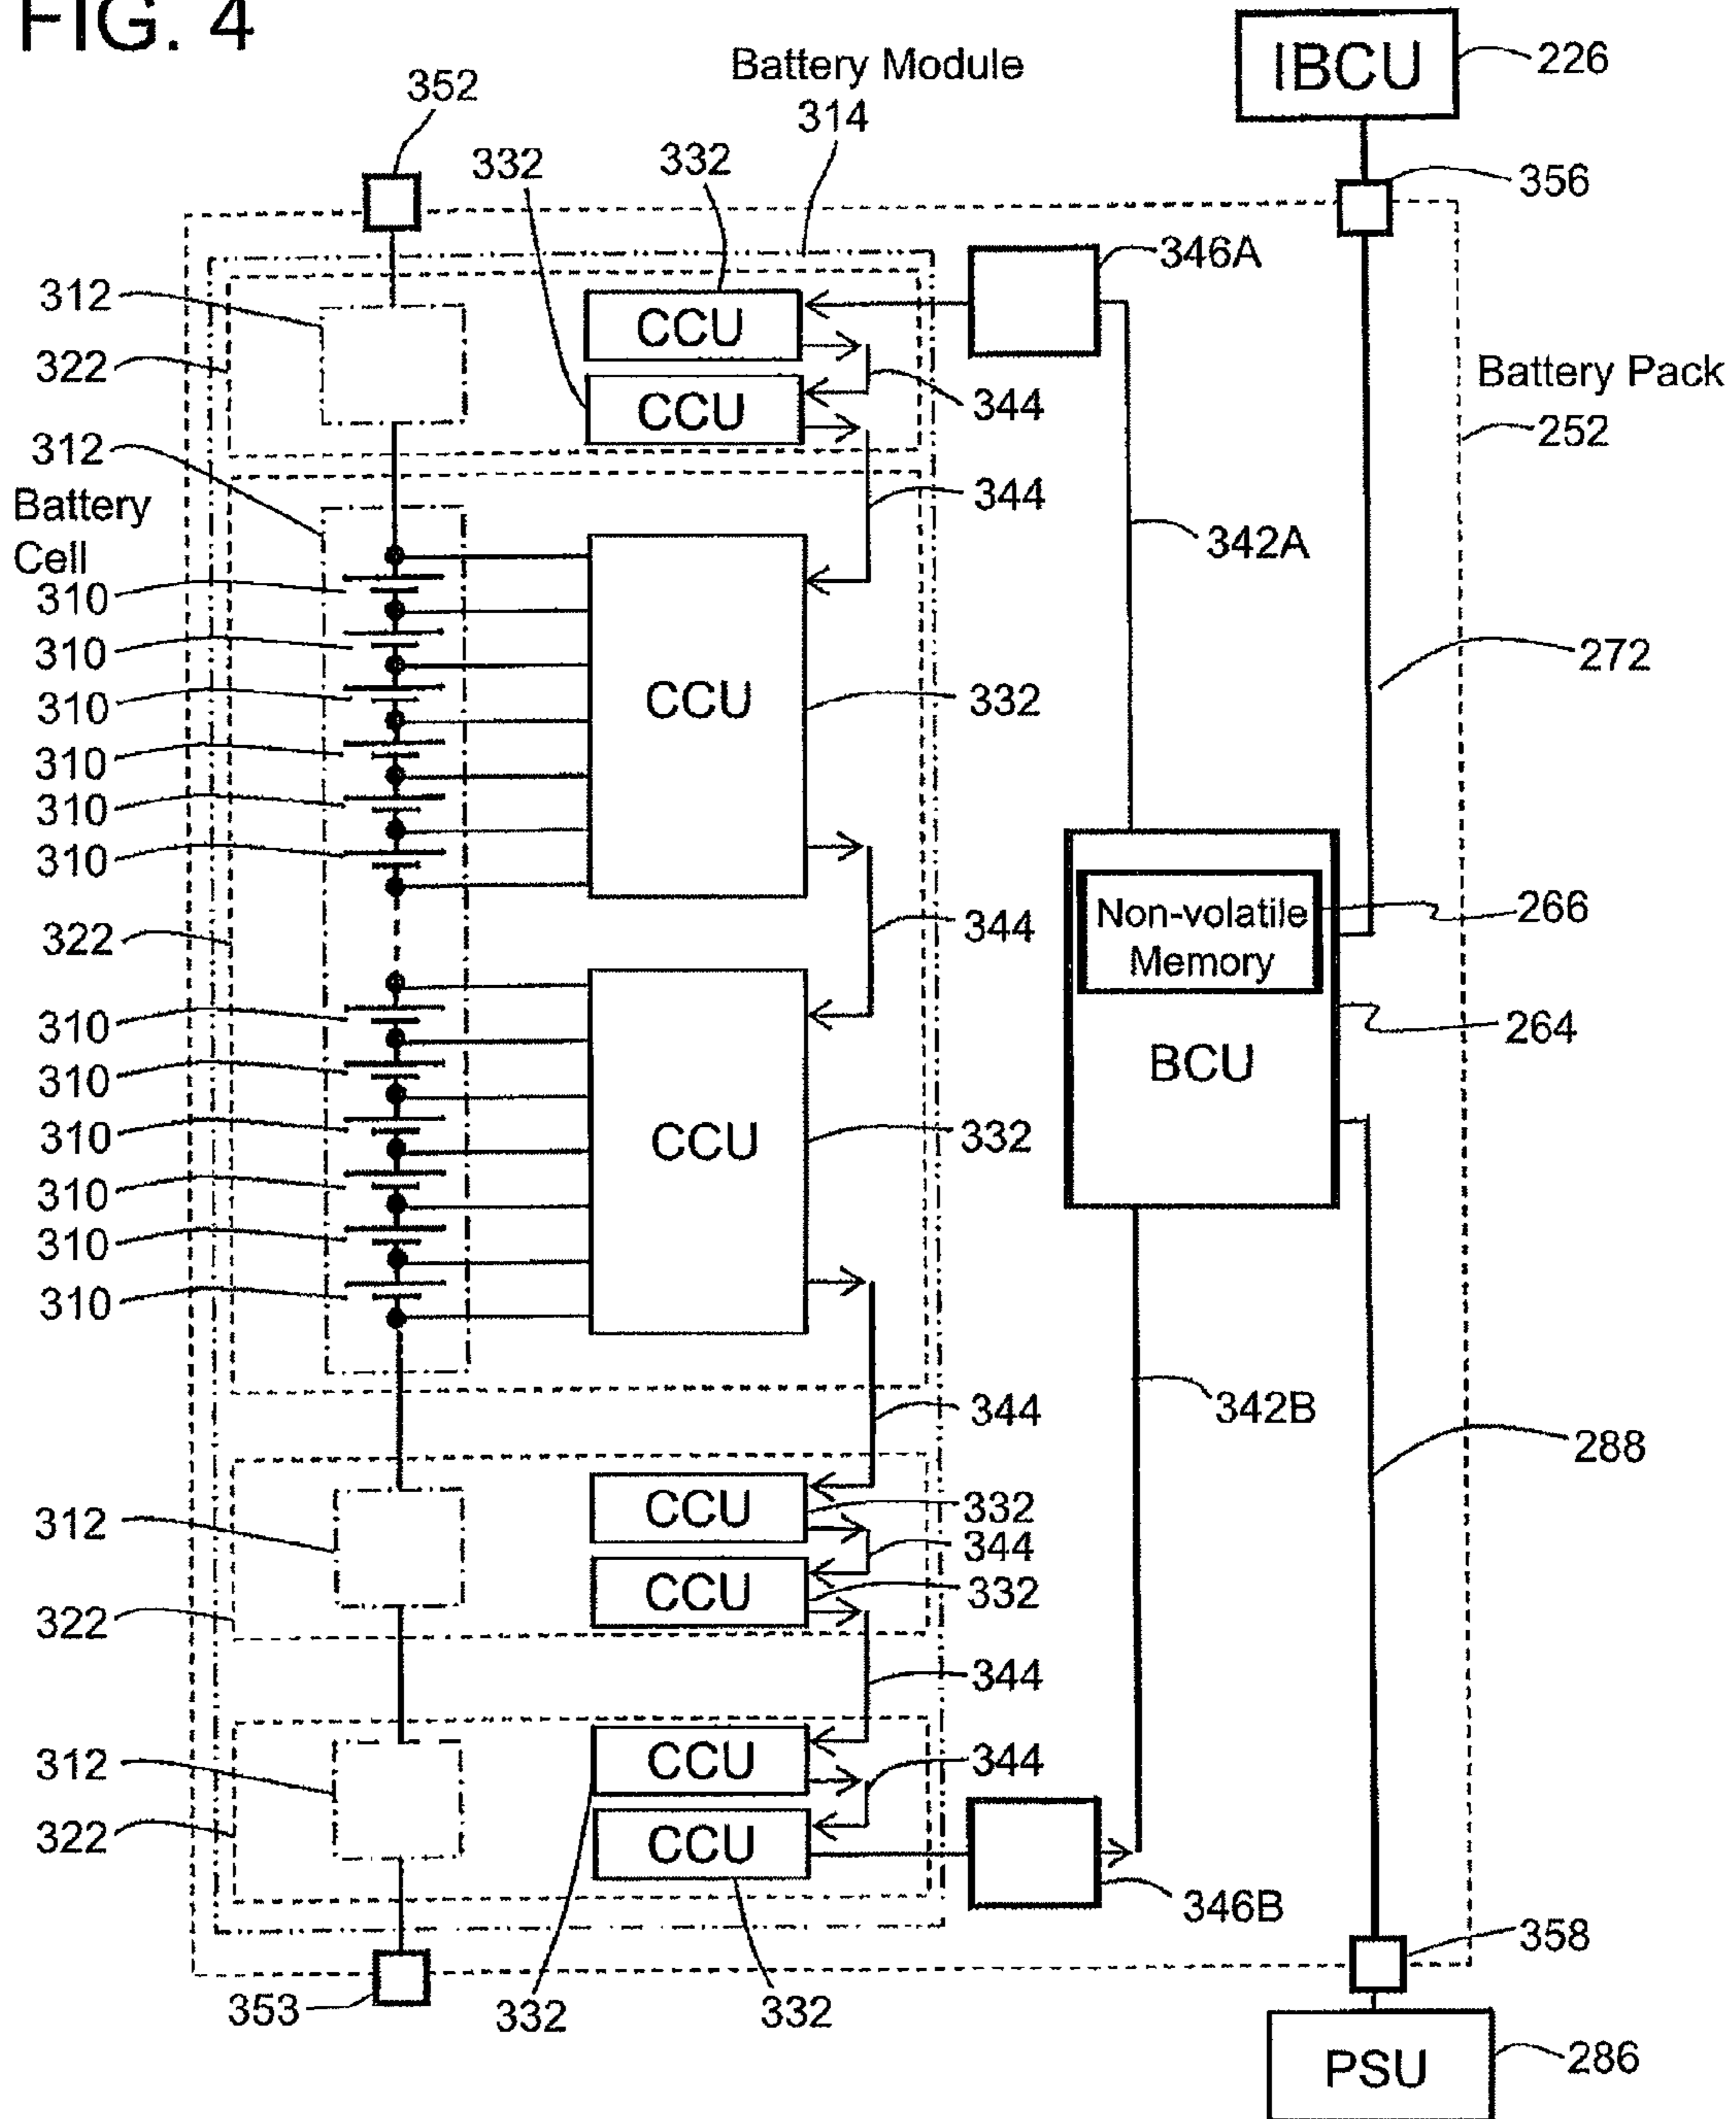 FIG. 4
IBCU
226
Battery Module
314
352
332
332
356
346A
312
CCU
322
Battery Pack
CCU
344
252
312
344
Battery
Cell
342A
310
310
272
310
CCU
332
310
310
310
Non-volatile
Memory
266
322
344
310
264
BCU
310
310
CCU
332
310
310
310
342B
344
288
CCU
332
312
344
CCU
332
322
344
CCU
344
312
322
CCU
346B
358
353
332
332
PSU
286